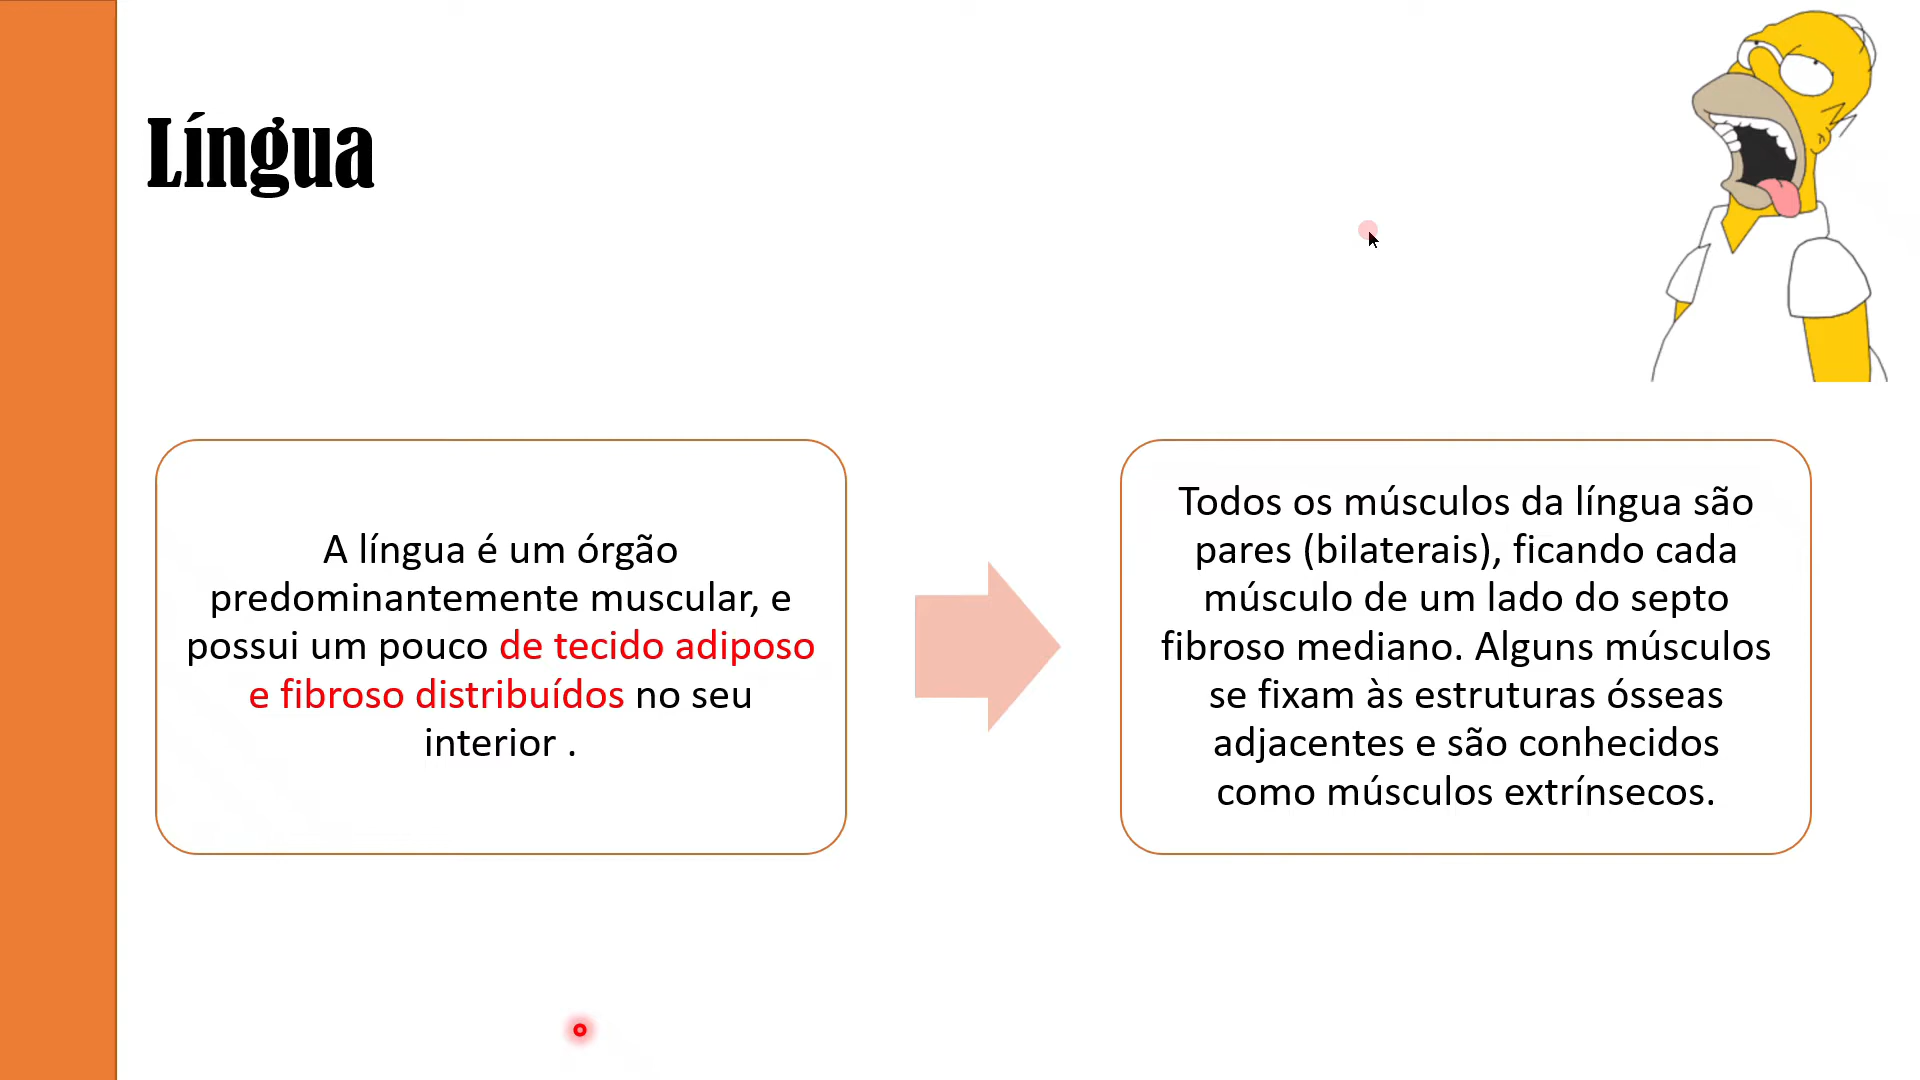 Língua
A língua é um órgão
predominantemente muscular, e
possui um pouco de tecido adiposo
e fibroso distribuídos no seu
interior .
Todos os músculos da língua são
pares (bilaterais), ficando cada
músculo de um lado do septo
fibroso mediano. Alguns músculos
se fixam às estruturas ósseas
adjacentes e são conhecidos
como músculos extrínsecos.